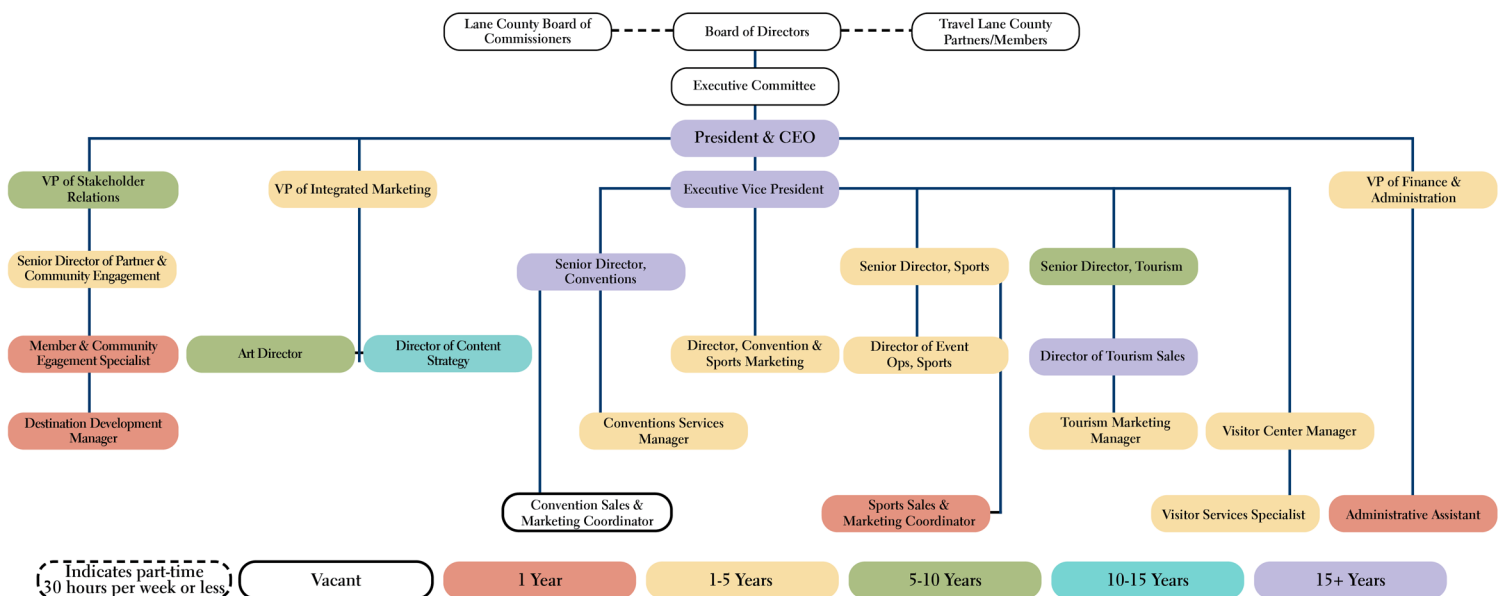 Lane County Board of
Commissioners
Board of Directors
Travel Lane County
Partners/Members
Executive Committee
President & CEO
VP of Stakeholder
Relations
VP of Integrated Marketing
Executive Vice President
VP of Finance &
Administration
Senior Director of Partner &
Community Engagement
Senior Director,
Conventions
Senior Director, Sports
Senior Director, Tourism
Member & Community
Egagement Specialist
Art Director
Director of Content
Strategy
Director, Convention &
Sports Marketing
Director of Event
Ops, Sports
Director of Tourism Sales
Destination Development
Manager
Conventions Services
Manager
Tourism Marketing
Manager
Visitor Center Manager
Convention Sales &
Marketing Coordinator
Sports Sales &
Marketing Coordinator
Visitor Services Specialist
Administrative Assistant
Indicates part-time
30 hours per week or less
Vacant
1 Year
1-5 Years
5-10 Years
10-15 Years
15+ Years